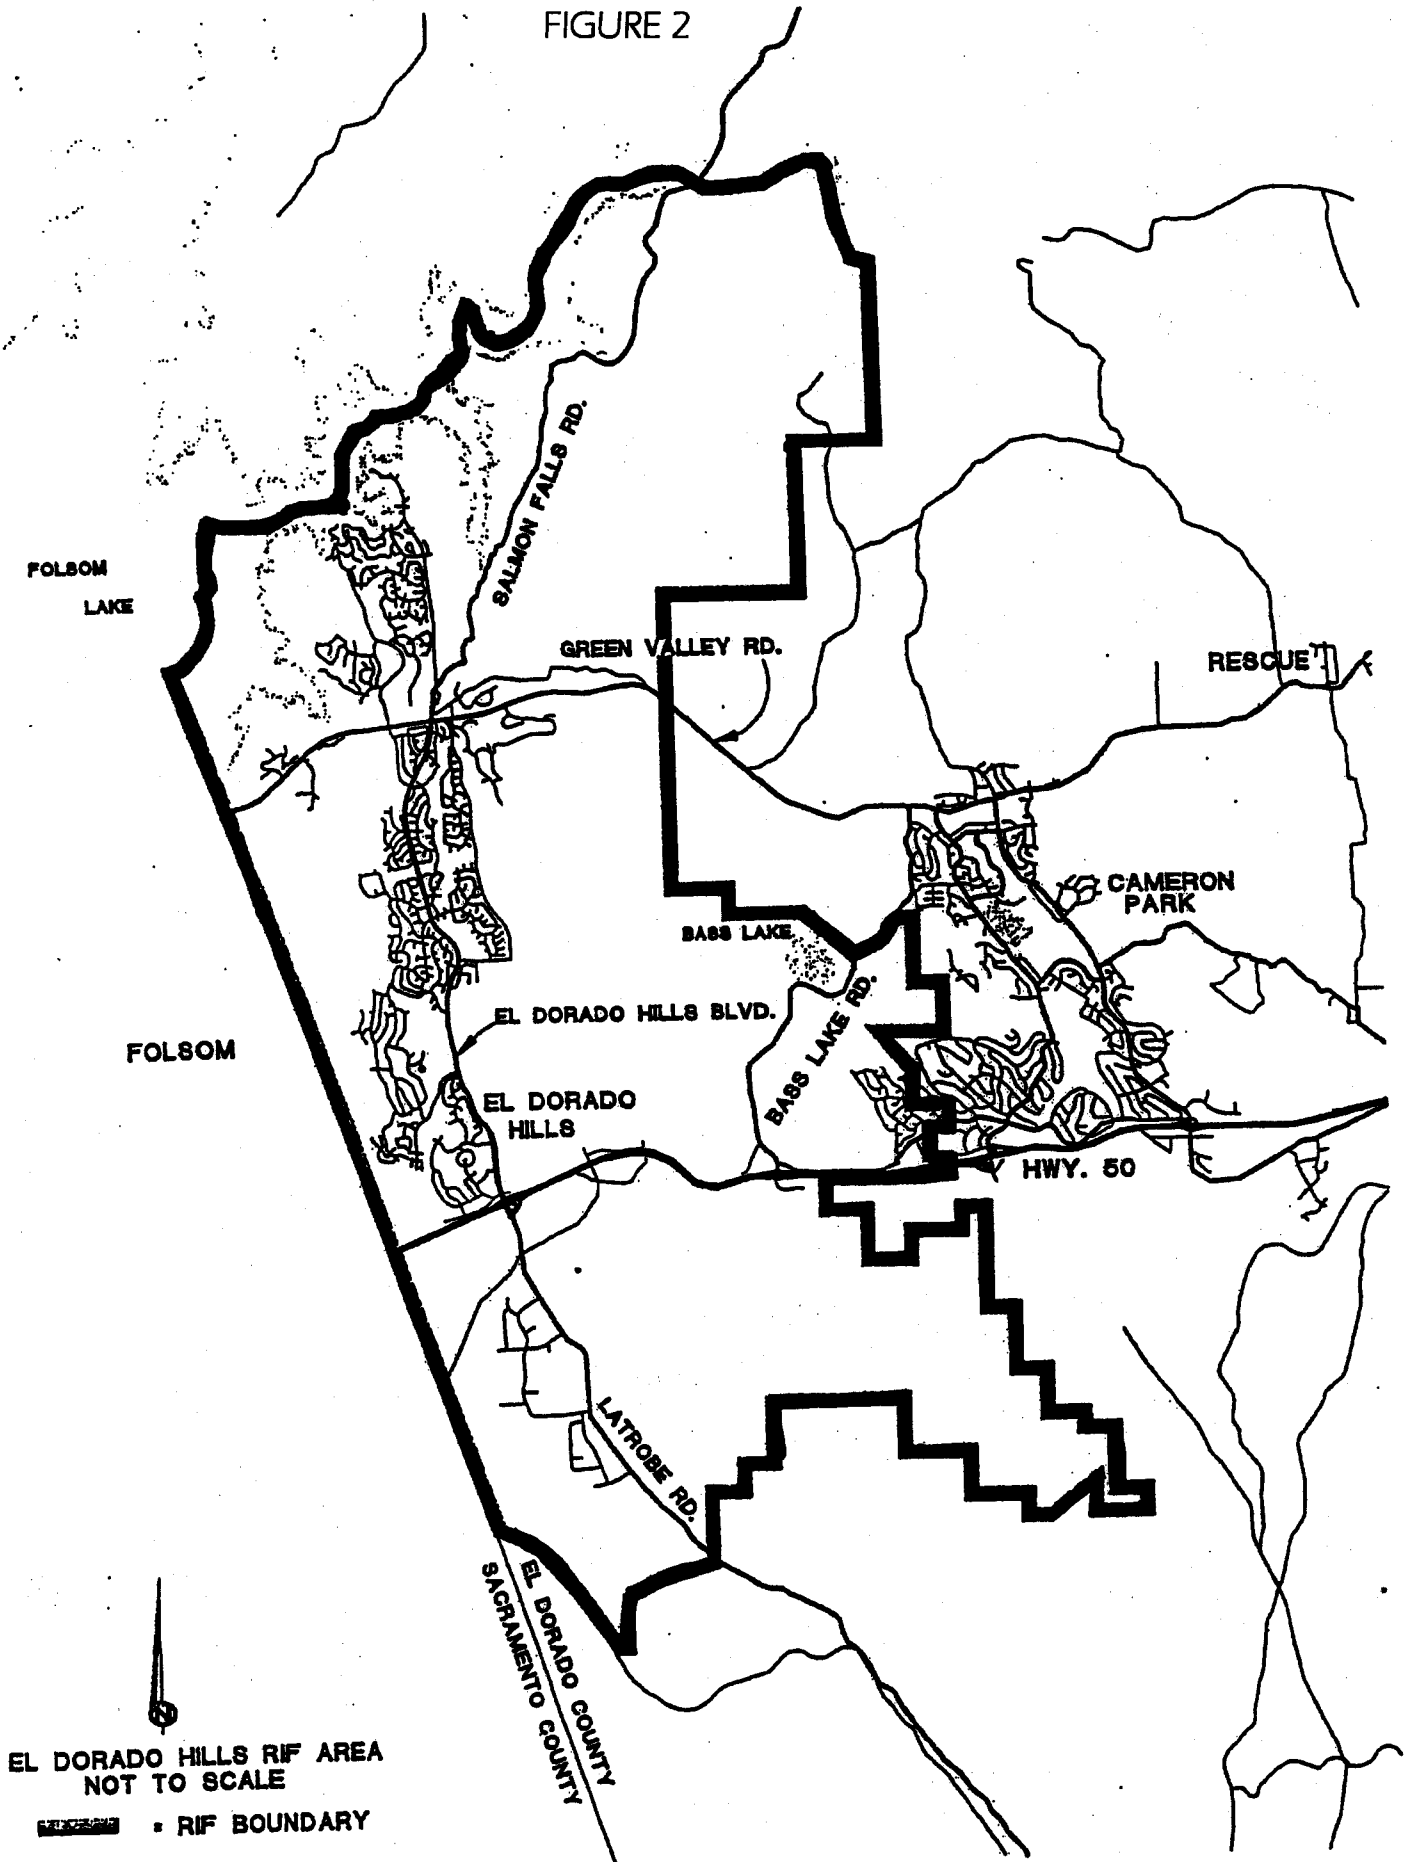 FIGURE 2
SALMON FALLS RD.
FOLSOM
LAKE
GREEN VALLEY RD.
RESCUE
CAMERON
PARK
BASS LAKE
BASS LAKE RD.
EL DORADO HILLS BLVD.
FOLSOM
EL DORADO
HILLS
HWY. 50
LATROBE RD.
EL DORADO COUNTY
SACRAMENTO COUNTY
N
EL DORADO HILLS RIF AREA
NOT TO SCALE
= RIF BOUNDARY